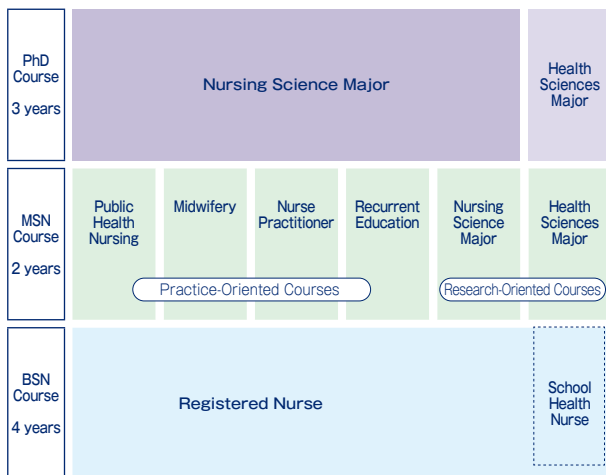 PhD
Course
3 years
Nursing Science Major
Health
Sciences
Major
MSN
Course
2 years
Public
Health
Nursing
Midwifery
Nurse
Practitioner
Recurrent
Education
Nursing
Science
Major
Health
Sciences
Major
Practice-Oriented Courses
Research-Oriented Courses
BSN
Course
4 years
Registered Nurse
School
Health
Nurse